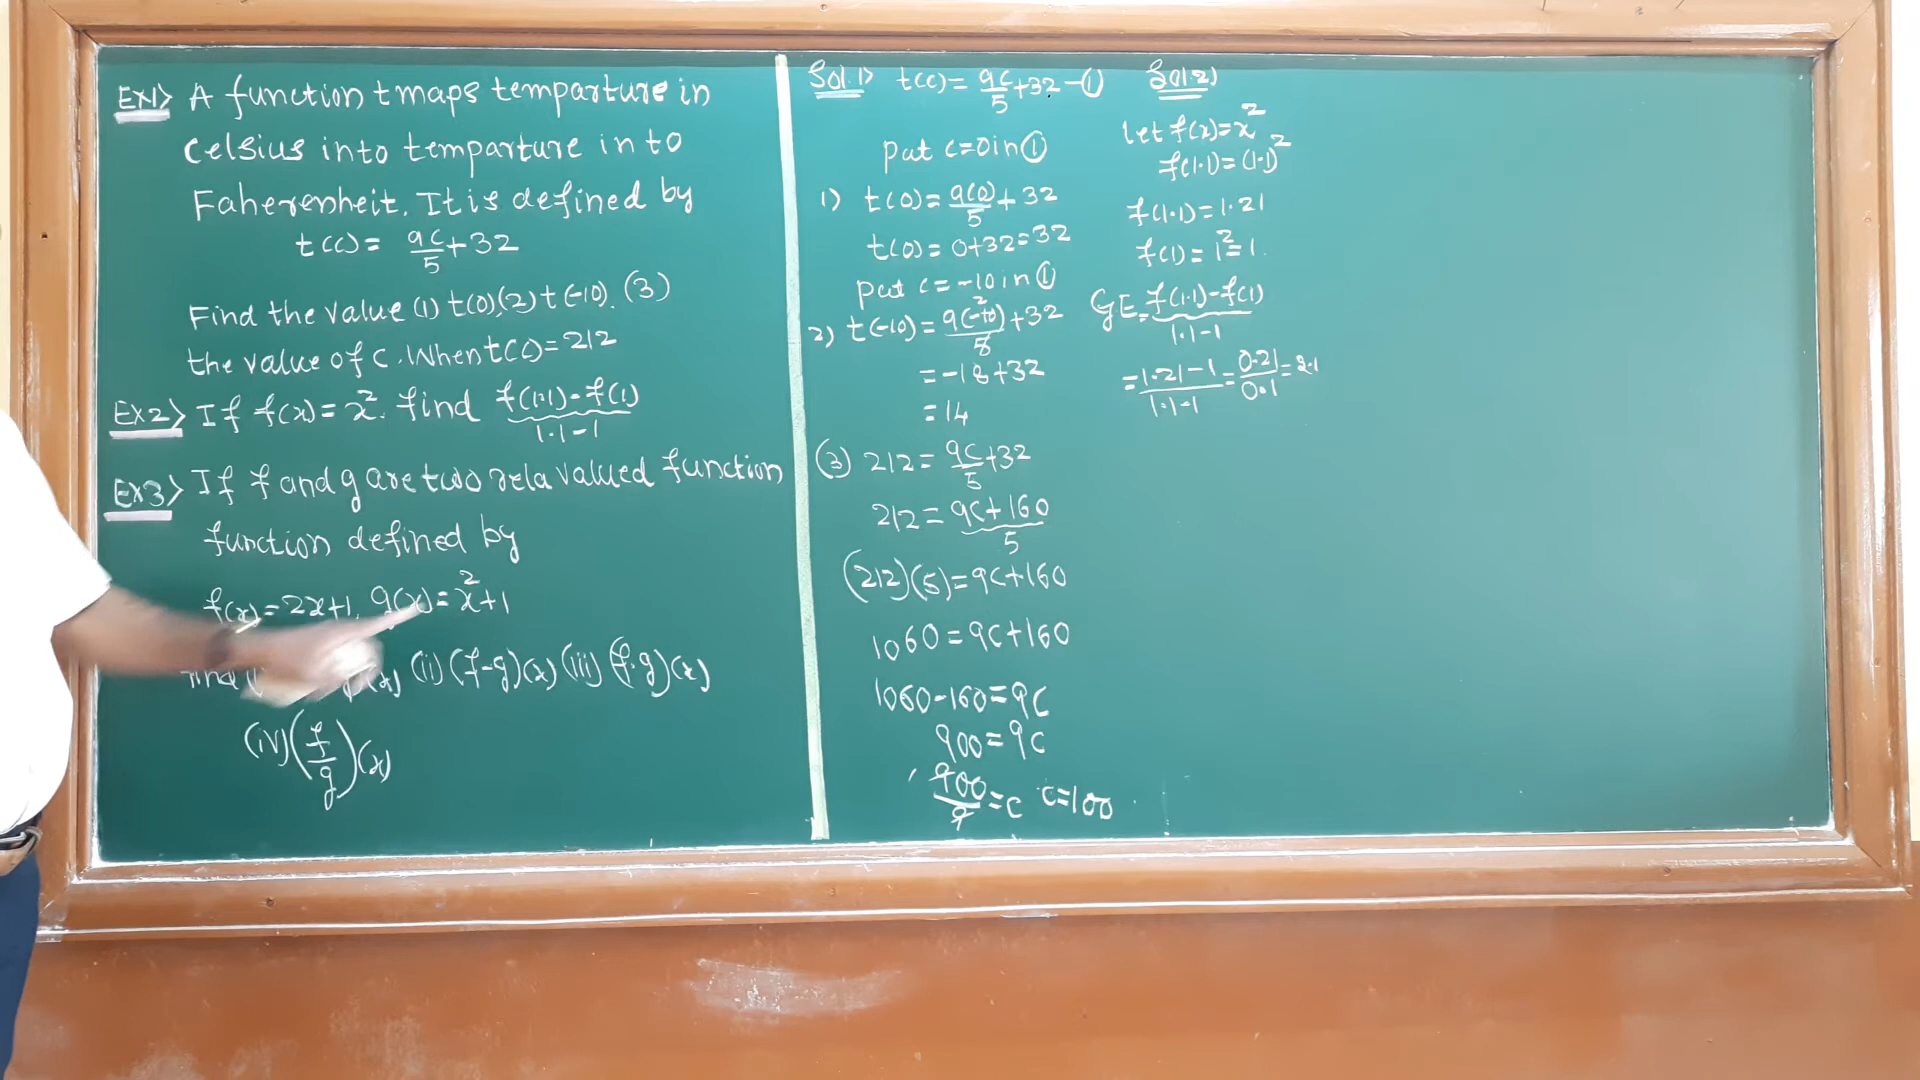 Ex1> A function t maps temparture in
celsius into temparture in to
Faherenheit. It is defined by
t(c) = 9c/5 + 32
Find the value (1) t(0), (2) t(-10). (3)
the value of c. When t(c) = 212
Ex2> If f(x) = x². find f(1.1) - f(1) / 1.1 - 1
Ex3> If f and g are two rela valued function
function defined by
f(x) = 2x+1, g(x) = x²+1
(x) (ii) (f-g)(x) (iii) (f.g)(x)
(iv) (f/g)(x)
Sol.1> t(c) = 9c/5 + 32 - ①
put c=0 in ①
1) t(0) = 9(0)/5 + 32
t(0) = 0+32 = 32
put c = -10 in ①
2) t(-10) = 9(-10)²/5 + 32
= -18 + 32
= 14
(3) 212 = 9c/5 + 32
212 = 9c + 160 / 5
(212)(5) = 9c + 160
1060 = 9c + 160
1060 - 160 = 9c
900 = 9c
900/9 = c c = 100
Sol.2)
let f(x) = x²
f(1.1) = (1.1)²
f(1.1) = 1.21
f(1) = 1² = 1.
GE = f(1.1) - f(1) / 1.1 - 1
= 1.21 - 1 / 1.1 - 1 = 0.21/0.1 = 2.1